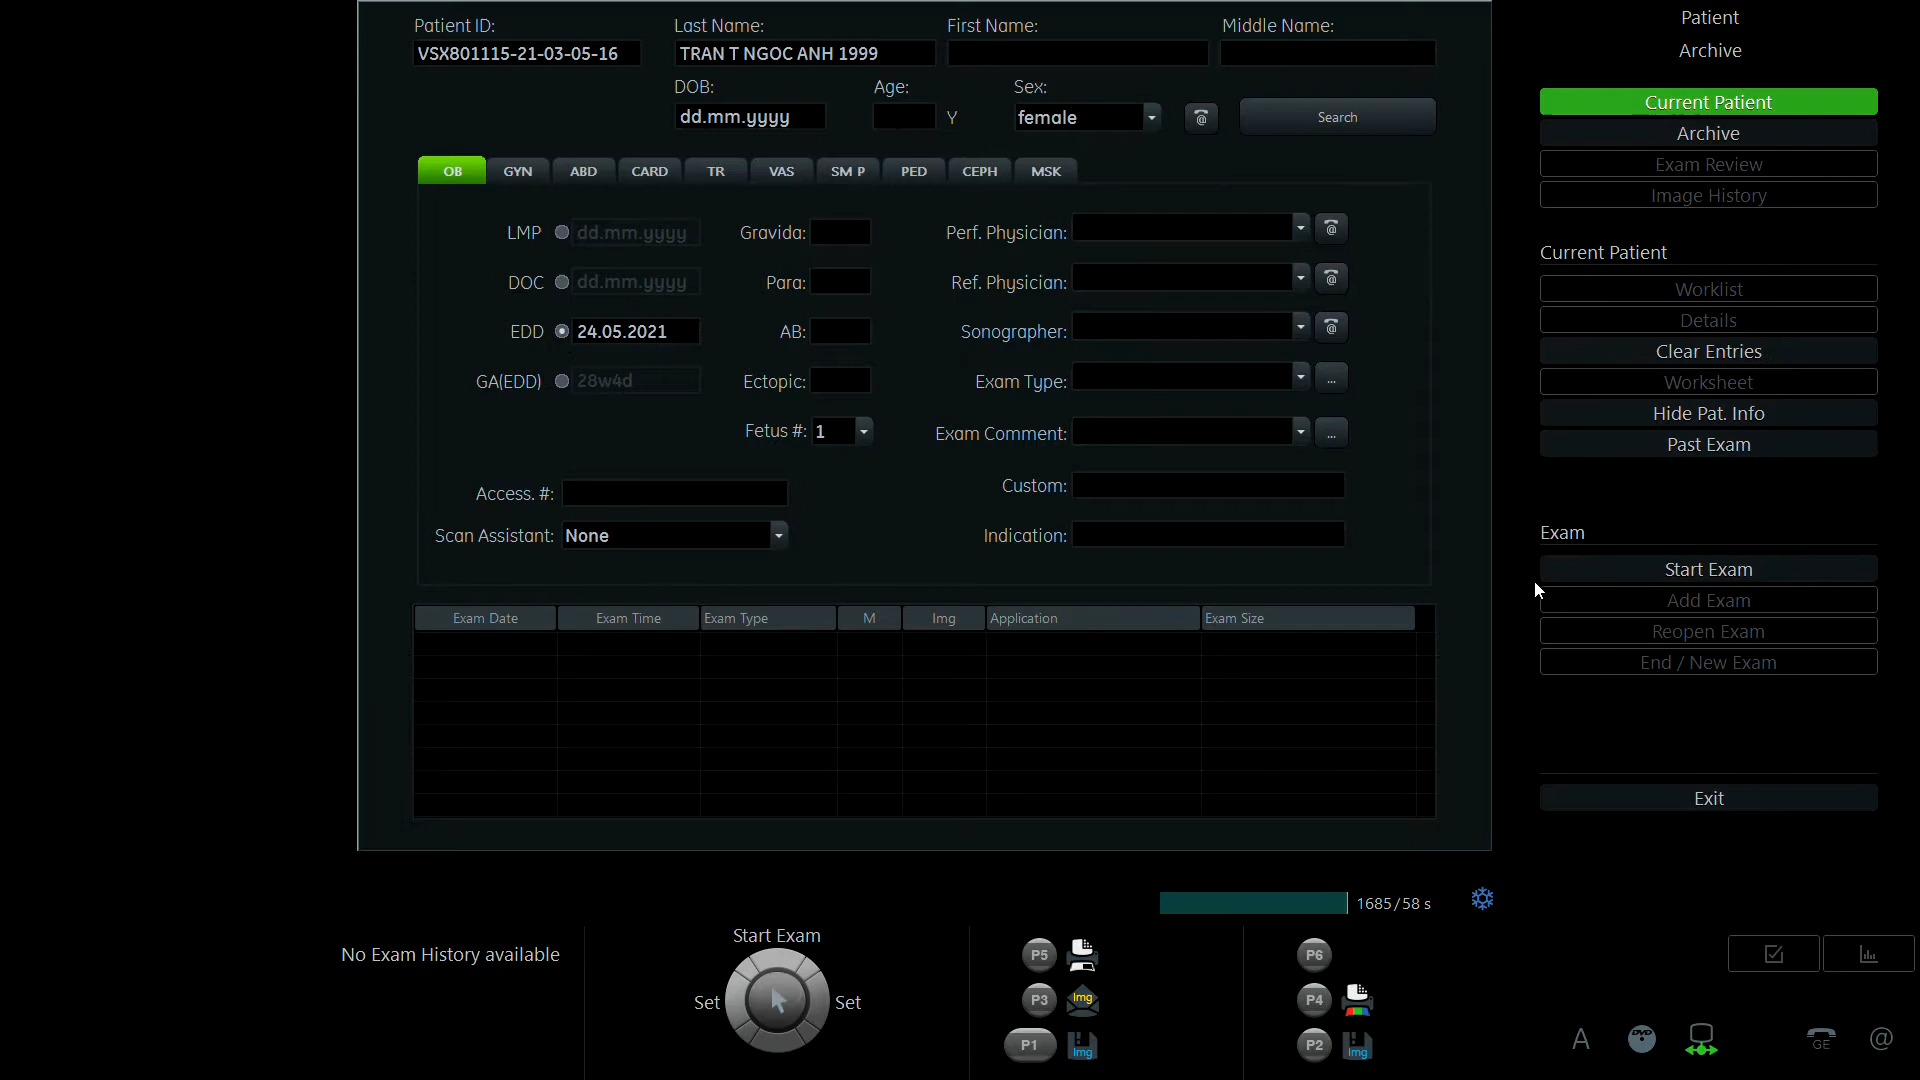 Patient ID: Last Name: First Name: Middle Name:
VSX801115-21-03-05-16 TRAN T NGOC ANH 1999
DOB: Age: Sex:
dd.mm.yyyy Y female @ Search
OB GYN ABD CARD TR VAS SM P PED CEPH MSK
LMP dd.mm.yyyy Gravida: Perf. Physician: @
DOC dd.mm.yyyy Para: Ref. Physician: @
EDD 24.05.2021 AB: Sonographer: @
GA(EDD) 28w4d Ectopic: Exam Type: ...
Fetus #: 1 Exam Comment: ...
Access. #: Custom:
Scan Assistant: None Indication:
Exam Date Exam Time Exam Type M Img Application Exam Size
Patient
Archive
Current Patient
Archive
Exam Review
Image History
Current Patient
Worklist
Details
Clear Entries
Worksheet
Hide Pat. Info
Past Exam
Exam
Start Exam
Add Exam
Reopen Exam
End / New Exam
Exit
1685/58 s
No Exam History available
Start Exam
Set Set
P5 P6
P3 Img P4
P1 Img P2 Img
A DVD GE @